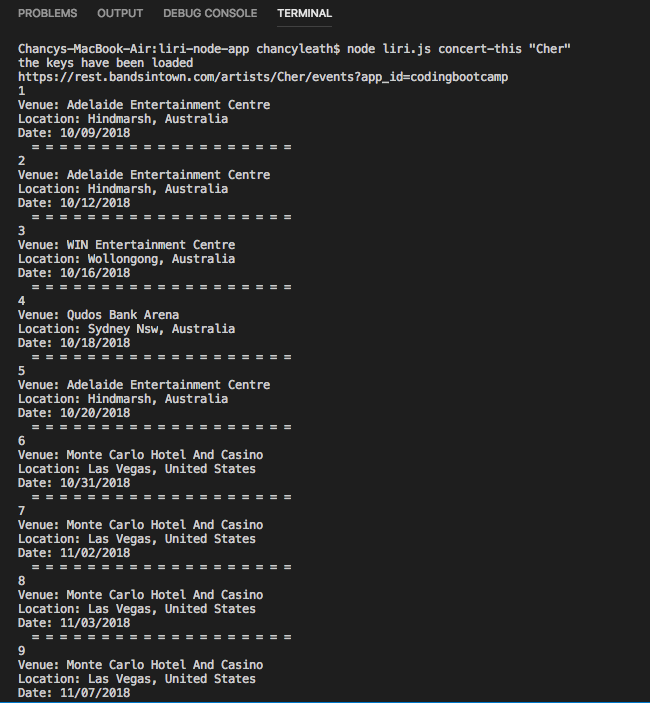 PROBLEMS OUTPUT DEBUG CONSOLE TERMINAL
Chancys-MacBook-Air:liri-node-app chancyleath$ node liri.js concert-this "Cher"
the keys have been loaded
https://rest.bandsintown.com/artists/Cher/events?app_id=codingbootcamp
1
Venue: Adelaide Entertainment Centre
Location: Hindmarsh, Australia
Date: 10/09/2018
= = = = = = = = = = = = = = = = = = =
2
Venue: Adelaide Entertainment Centre
Location: Hindmarsh, Australia
Date: 10/12/2018
= = = = = = = = = = = = = = = = = = =
3
Venue: WIN Entertainment Centre
Location: Wollongong, Australia
Date: 10/16/2018
= = = = = = = = = = = = = = = = = = =
4
Venue: Qudos Bank Arena
Location: Sydney Nsw, Australia
Date: 10/18/2018
= = = = = = = = = = = = = = = = = = =
5
Venue: Adelaide Entertainment Centre
Location: Hindmarsh, Australia
Date: 10/20/2018
= = = = = = = = = = = = = = = = = = =
6
Venue: Monte Carlo Hotel And Casino
Location: Las Vegas, United States
Date: 10/31/2018
= = = = = = = = = = = = = = = = = = =
7
Venue: Monte Carlo Hotel And Casino
Location: Las Vegas, United States
Date: 11/02/2018
= = = = = = = = = = = = = = = = = = =
8
Venue: Monte Carlo Hotel And Casino
Location: Las Vegas, United States
Date: 11/03/2018
= = = = = = = = = = = = = = = = = = =
9
Venue: Monte Carlo Hotel And Casino
Location: Las Vegas, United States
Date: 11/07/2018